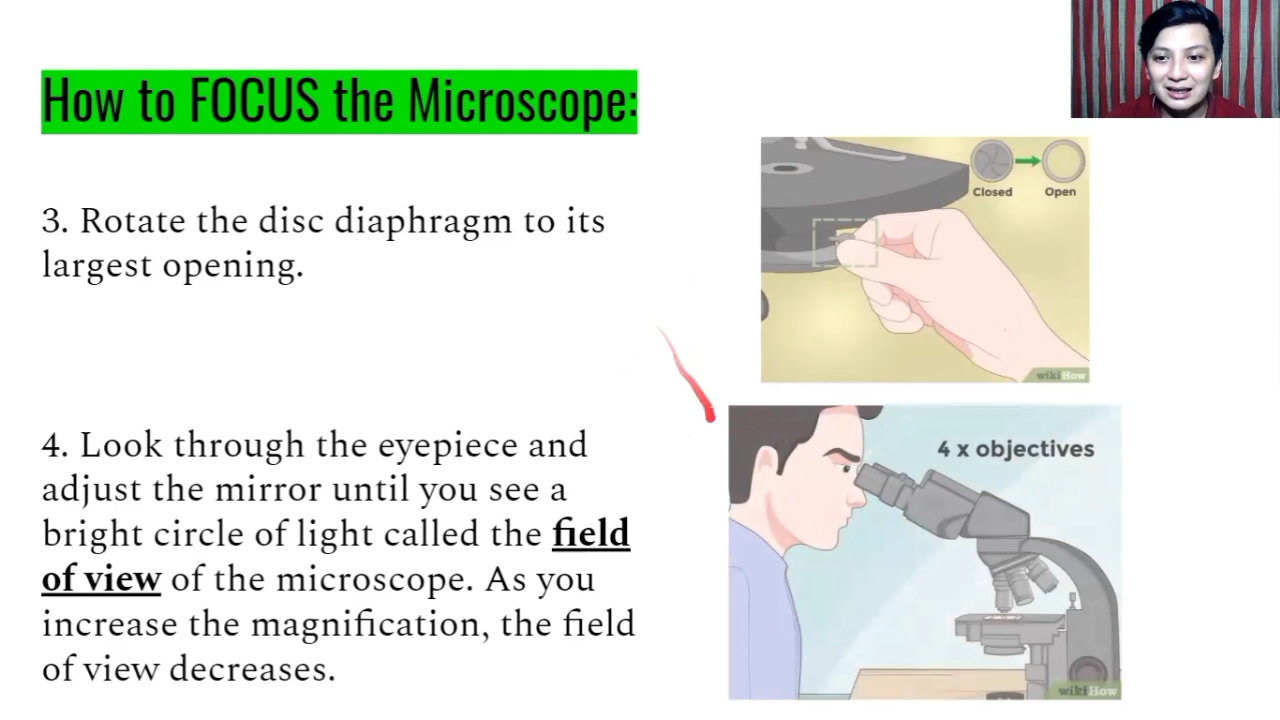 How to FOCUS the Microscope:
3. Rotate the disc diaphragm to its
largest opening.
Closed
Open
wikiHow
4. Look through the eyepiece and
adjust the mirror until you see a
bright circle of light called the field
of view of the microscope. As you
increase the magnification, the field
of view decreases.
4 x objectives
wikiHow